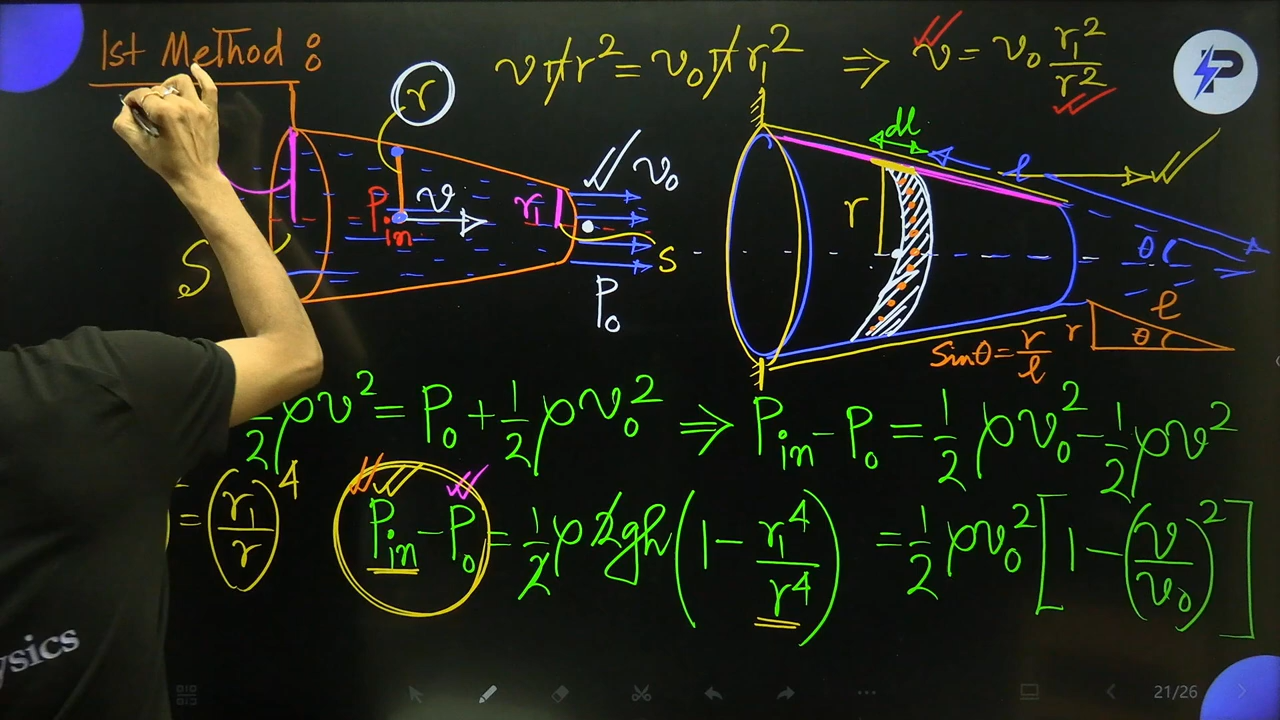 1st Method :
vπr² = v₀πr₁² ⇒ v = v₀ r₁²/r²
r
P_in
v
r₁
v₀
P₀
S
S
dl
l
r
θ
sinθ = r/l
r
l
θ
½ρv² = P₀ + ½ρv₀² ⇒ P_in - P₀ = ½ρv₀² - ½ρv²
= (r₁/r)⁴
P_in - P₀ = ½ρ2gh(1 - r₁⁴/r⁴) = ½ρv₀²[1 - (v/v₀)²]
ysics
21/26